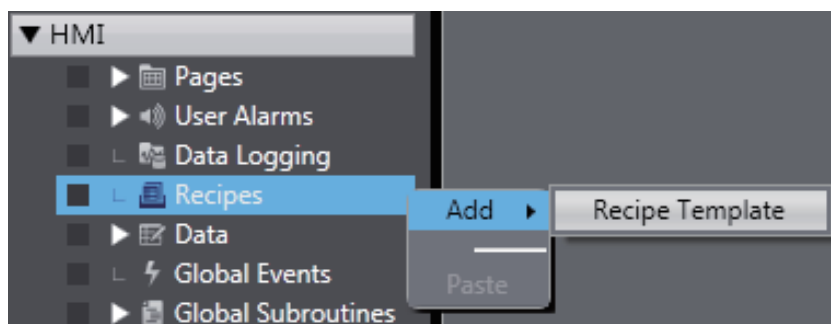 HMI
Pages
User Alarms
Data Logging
Recipes
Add Recipe Template
Data
Global Events
Paste
Global Subroutines